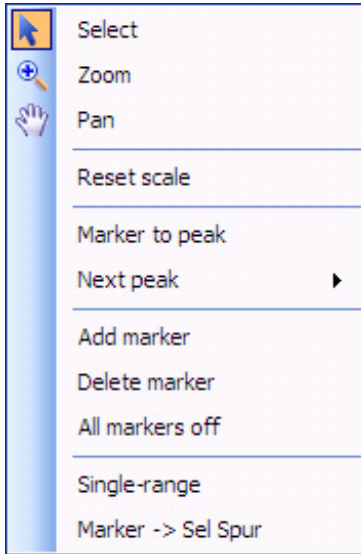 Select
Zoom
Pan
Reset scale
Marker to peak
Next peak
Add marker
Delete marker
All markers off
Single-range
Marker -> Sel Spur